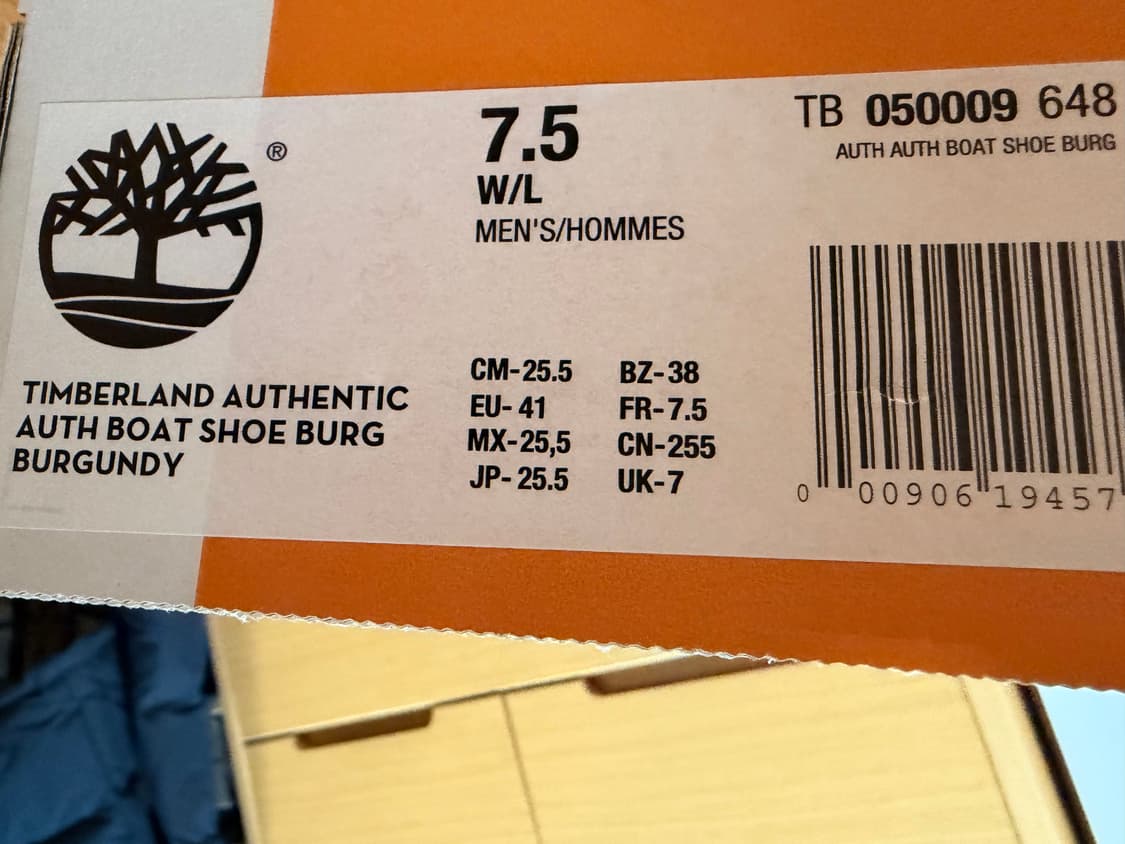 ®
7.5
W/L
MEN'S/HOMMES
TB 050009 648
AUTH AUTH BOAT SHOE BURG
TIMBERLAND AUTHENTIC
AUTH BOAT SHOE BURG
BURGUNDY
CM-25.5 BZ-38
EU-41 FR-7.5
MX-25,5 CN-255
JP-25.5 UK-7
0 00906 19457